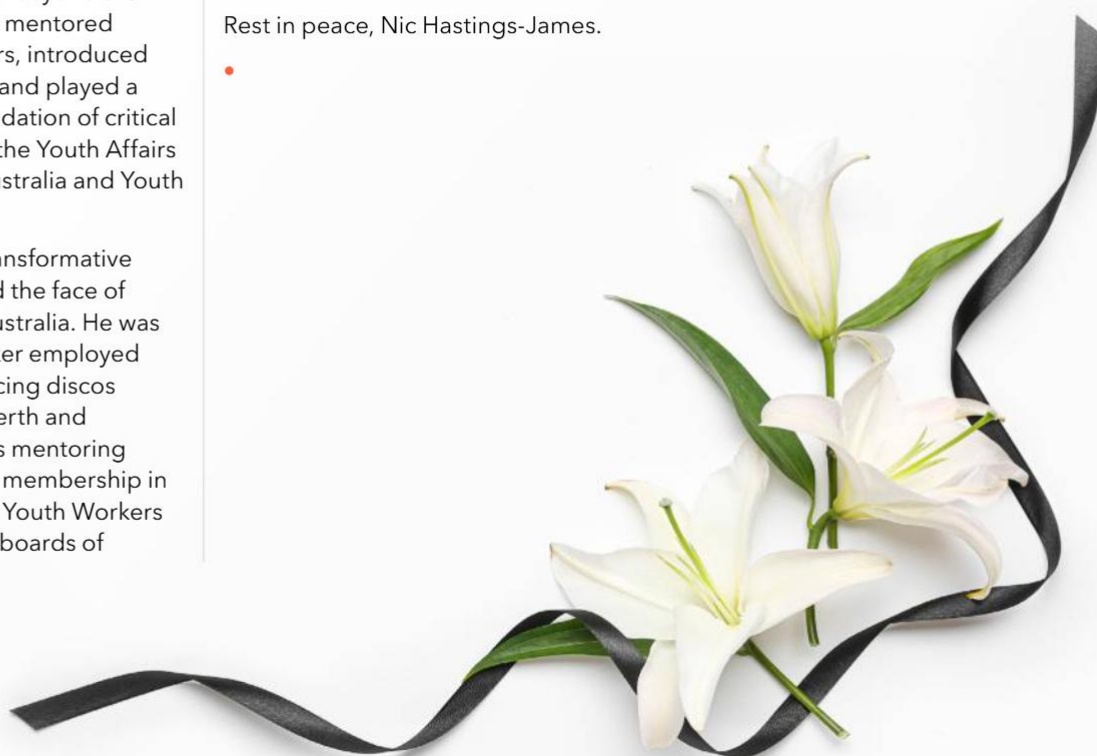 mentored
rs, introduced
and played a
dation of critical
the Youth Affairs
stralia and Youth
ansformative
d the face of
ustralia. He was
er employed
cing discos
erth and
s mentoring
membership in
Youth Workers
boards of
Rest in peace, Nic Hastings-James.